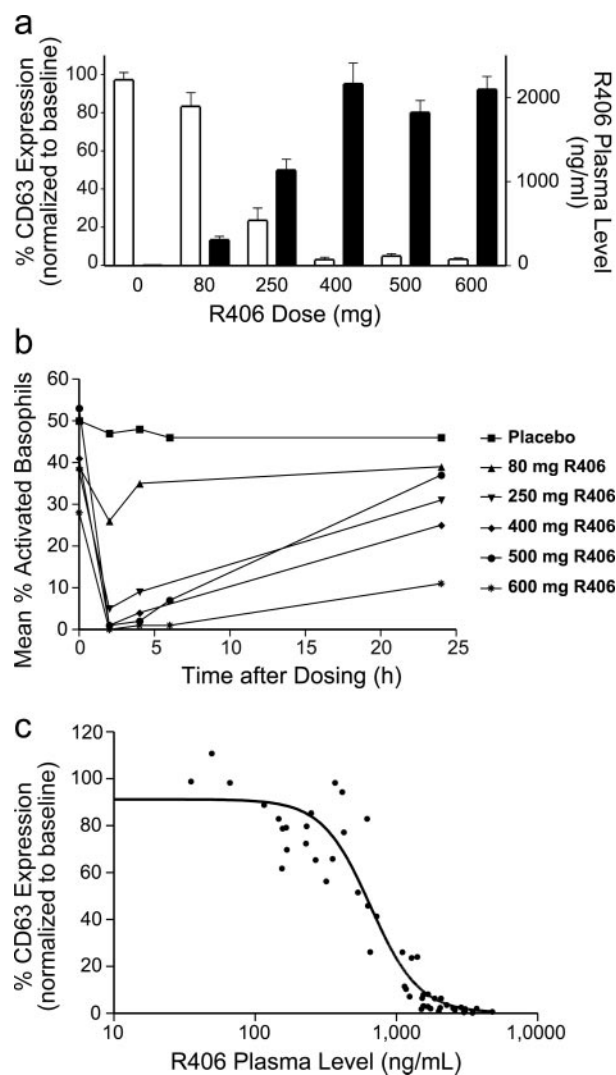 a
% CD63 Expression
(normalized to baseline)
100
80
60
40
20
0
2000
1000
0
R406 Plasma Level
(ng/ml)
0 80 250 400 500 600
R406 Dose (mg)
b
Mean % Activated Basophils
60
50
40
30
20
10
0
0 5 10 15 20 25
Time after Dosing (h)
Placebo
80 mg R406
250 mg R406
400 mg R406
500 mg R406
600 mg R406
c
% CD63 Expression
(normalized to baseline)
120
100
80
60
40
20
0
10 100 1,000 1,0000
R406 Plasma Level (ng/mL)